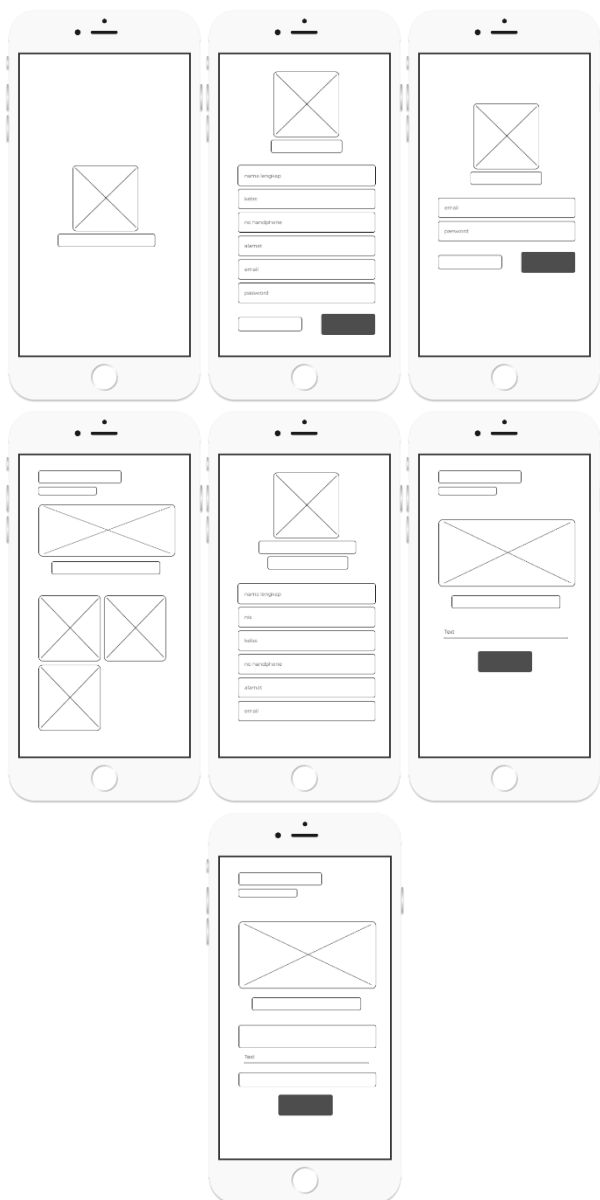 nama lengkap
kelas
no handphone
alamat
email
password
email
password
nama lengkap
nis
kelas
no handphone
alamat
email
Text
Text